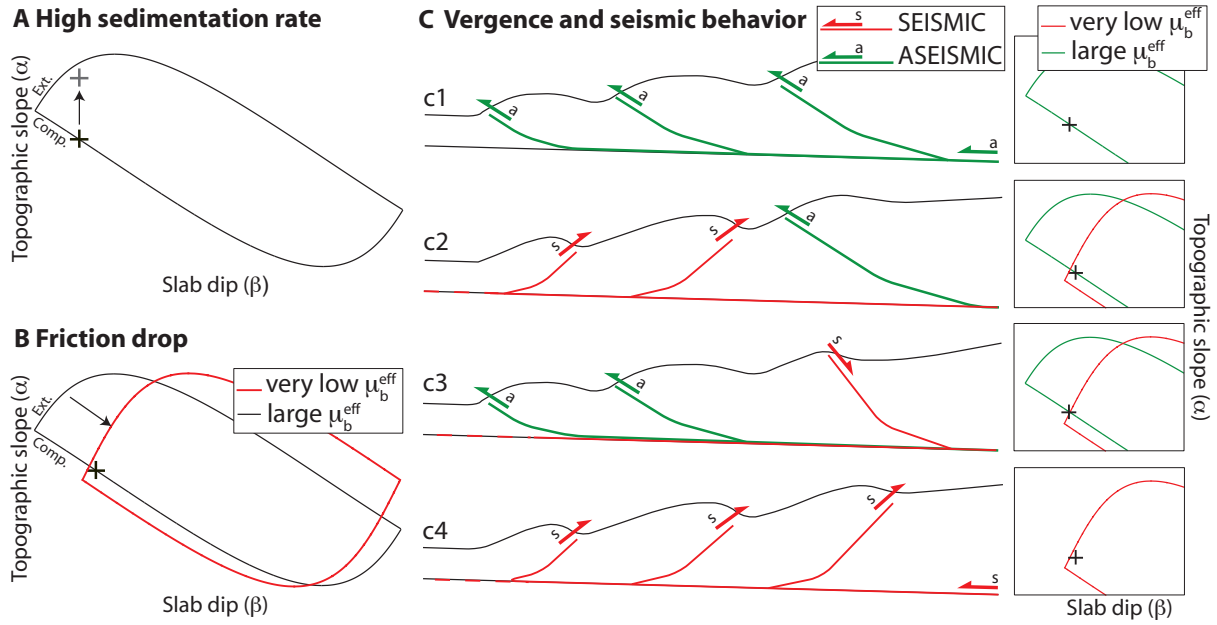 A High sedimentation rate
Topographic slope (α)
Ext.
Comp.
Slab dip (β)
B Friction drop
very low μ_b^eff
large μ_b^eff
Topographic slope (α)
Ext.
Comp.
Slab dip (β)
C Vergence and seismic behavior
s SEISMIC
a ASEISMIC
very low μ_b^eff
large μ_b^eff
c1
a
a
a
a
c2
s
s
a
c3
a
a
s
c4
s
s
s
s
Topographic slope (α)
Slab dip (β)